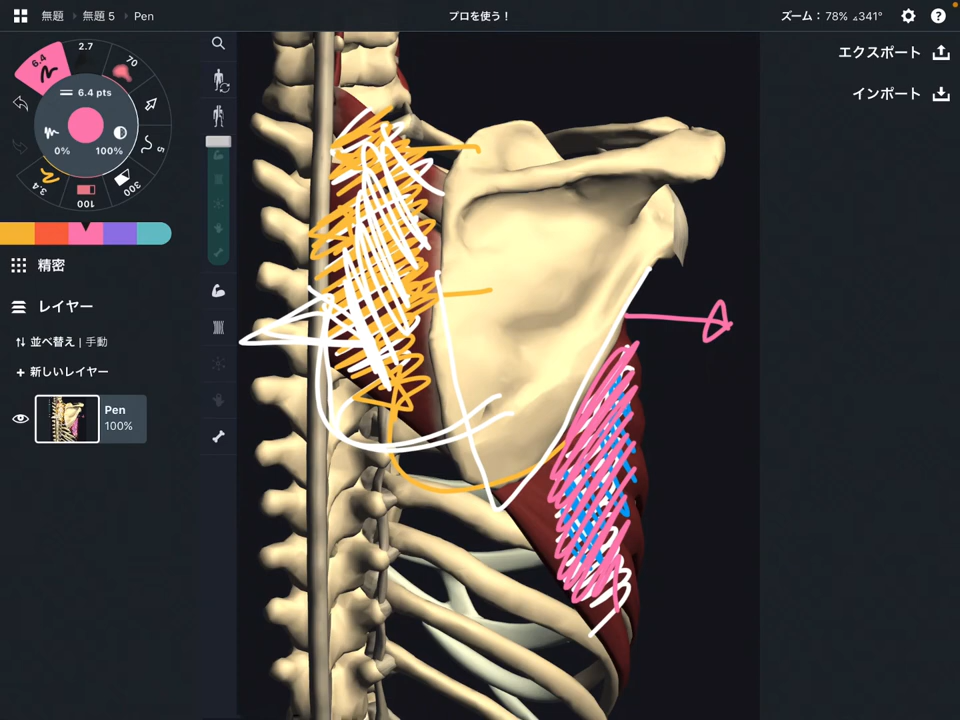 無題 › 無題 5 › Pen
プロを使う！
ズーム： 78% ⊿341°
エクスポート
インポート
2.7
6.4
70
6.4 pts
0% 100%
5
3.4
100
300
精密
レイヤー
並べ替え | 手動
+ 新しいレイヤー
Pen
100%